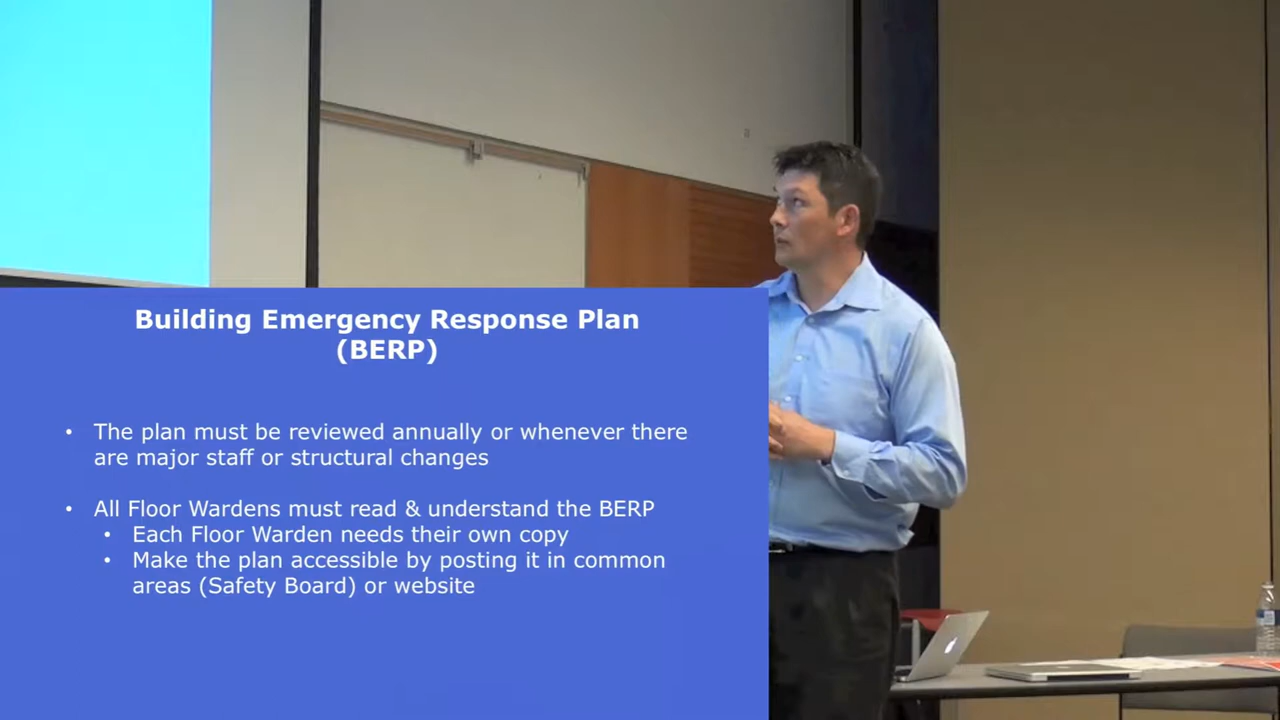 Building Emergency Response Plan
(BERP)
• The plan must be reviewed annually or whenever there
are major staff or structural changes
• All Floor Wardens must read & understand the BERP
• Each Floor Warden needs their own copy
• Make the plan accessible by posting it in common
areas (Safety Board) or website